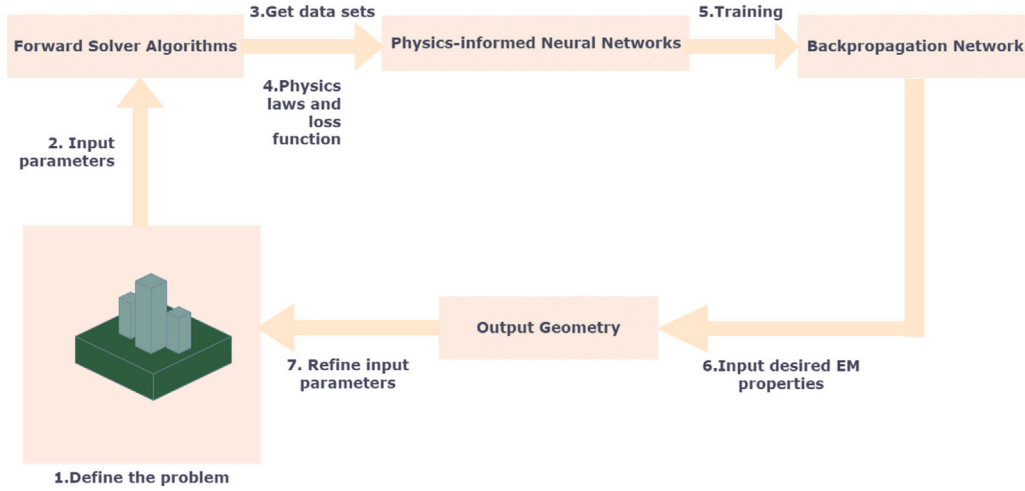 3.Get data sets
5.Training
Forward Solver Algorithms
Physics-informed Neural Networks
Backpropagation Network
4.Physics
laws and
loss
function
2. Input
parameters
Output Geometry
7. Refine input
parameters
6.Input desired EM
properties
1.Define the problem